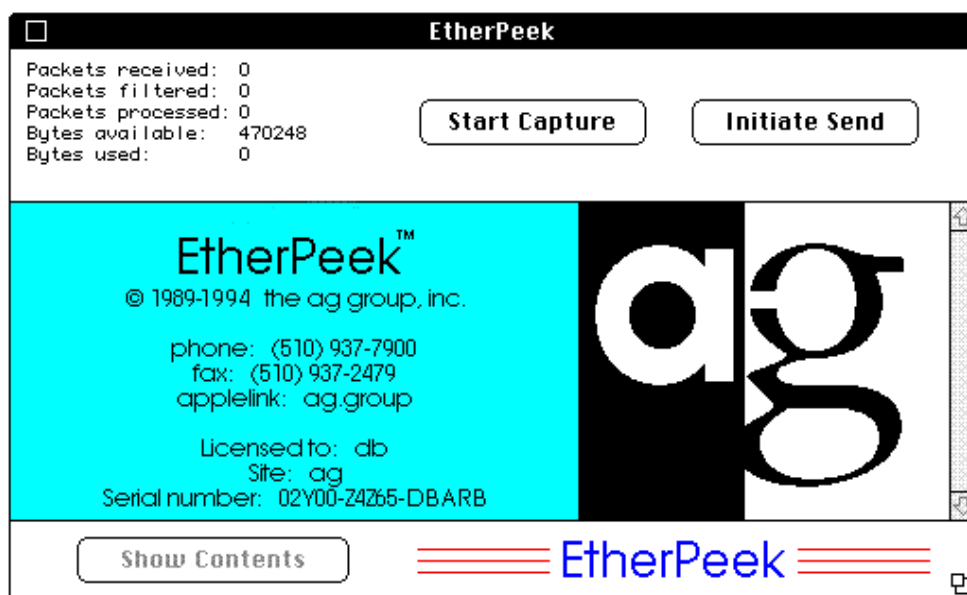 EtherPeek
Packets received: 0
Packets filtered: 0
Packets processed: 0
Bytes available: 470248
Bytes used: 0
Start Capture
Initiate Send
EtherPeek™
© 1989-1994 the ag group, inc.
phone: (510) 937-7900
fax: (510) 937-2479
applelink: ag.group
Licensed to: db
Site: ag
Serial number: 02Y00-Z4Z65-DBARB
ag
Show Contents
EtherPeek